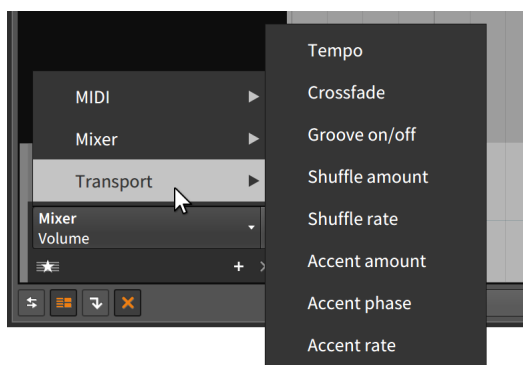 MIDI
Mixer
Transport
Mixer
Volume
Tempo
Crossfade
Groove on/off
Shuffle amount
Shuffle rate
Accent amount
Accent phase
Accent rate